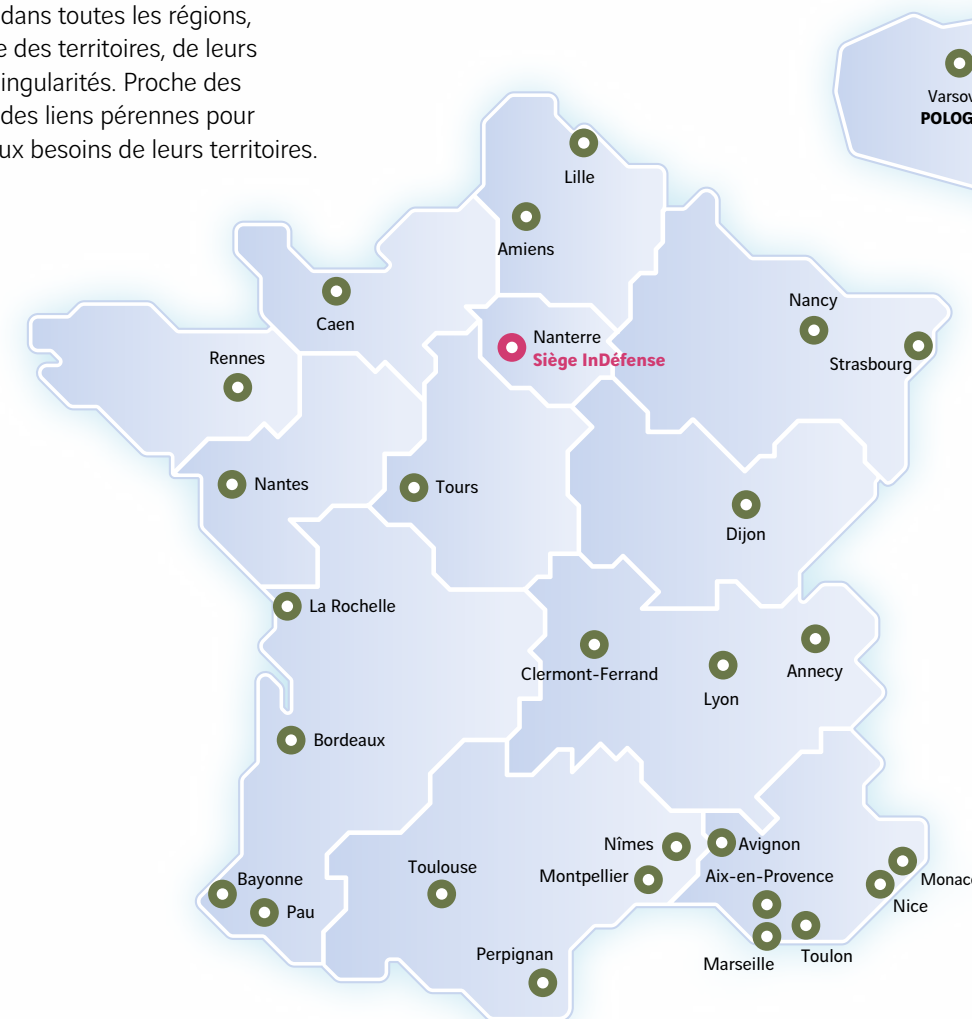 dans toutes les régions,
e des territoires, de leurs
ingularités. Proche des
des liens pérennes pour
ux besoins de leurs territoires.
Varsov
POLOG
Lille
Amiens
Caen
Nancy
Nanterre
Siège InDéfense
Strasbourg
Rennes
Nantes
Tours
Dijon
La Rochelle
Clermont-Ferrand
Annecy
Lyon
Bordeaux
Nîmes
Avignon
Toulouse
Montpellier
Aix-en-Provence
Bayonne
Monaco
Pau
Nice
Perpignan
Marseille
Toulon